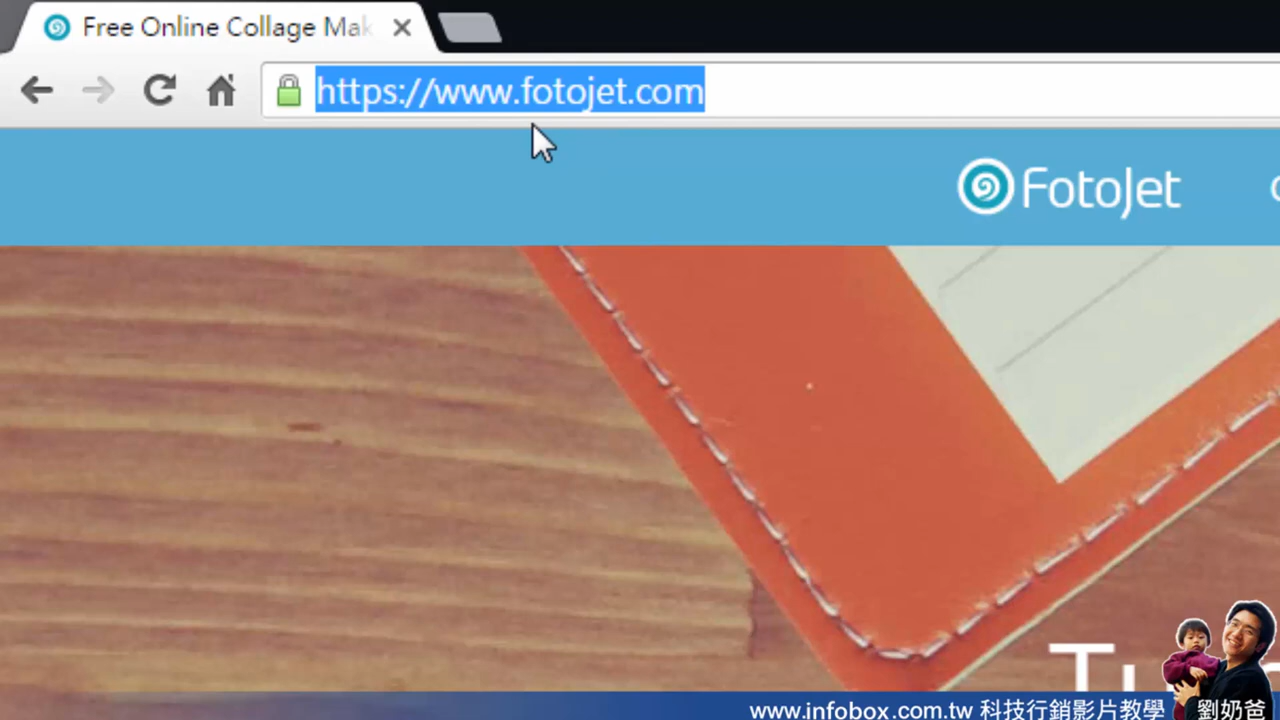 Free Online Collage Mak
https://www.fotojet.com
FotoJet
www.infobox.com.tw 科技行銷影片教學
劉奶爸